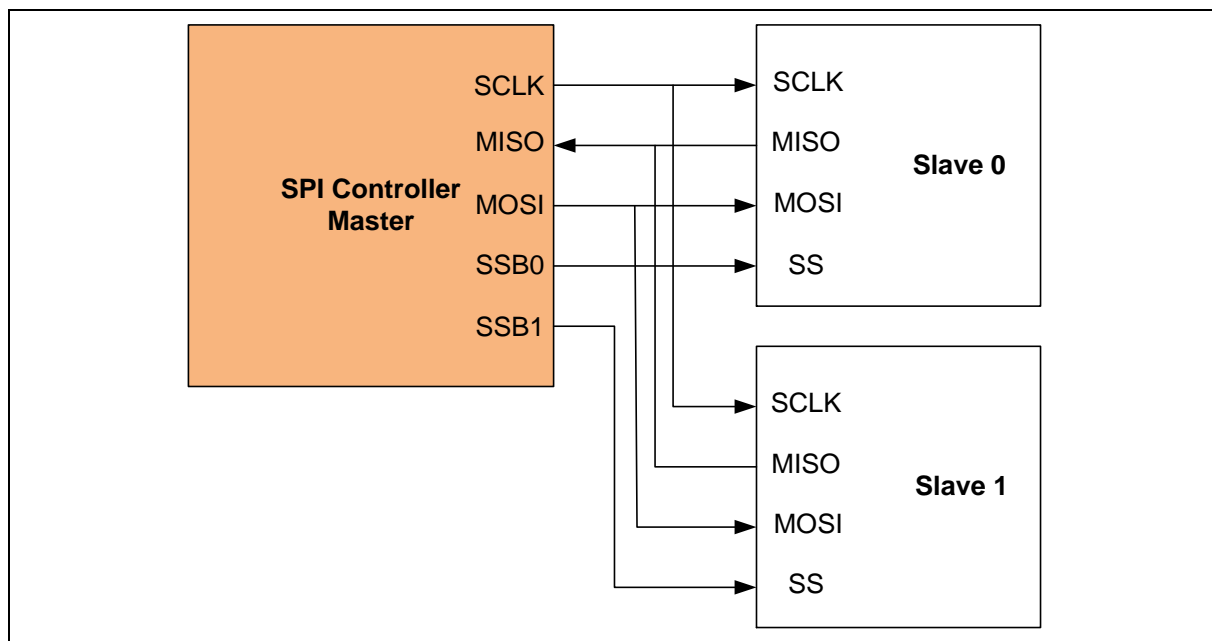 SCLK
MISO
MOSI
SSB0
SSB1
SPI Controller
Master
SCLK
MISO
MOSI
SS
Slave 0
SCLK
MISO
MOSI
SS
Slave 1